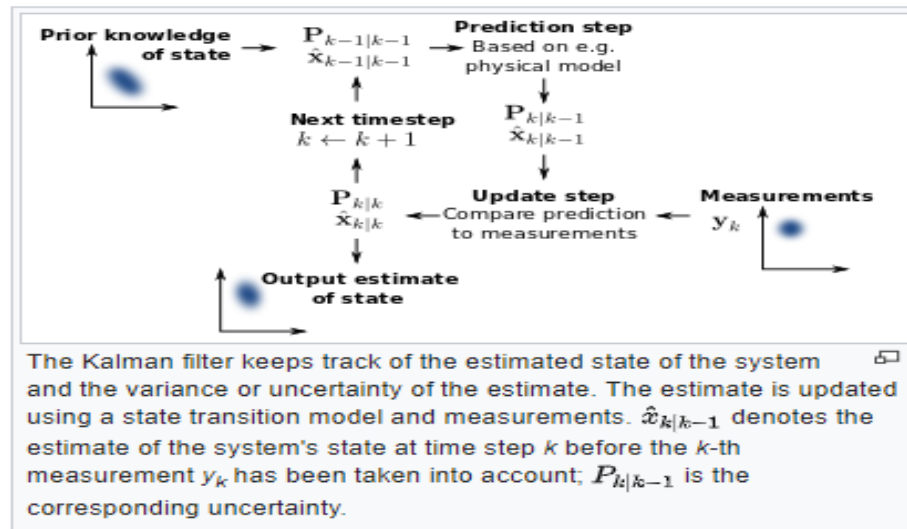 Prior knowledge of state
P_{k−1|k−1}
x̂_{k−1|k−1}
Prediction step
Based on e.g.
physical model
P_{k|k−1}
x̂_{k|k−1}
Next timestep
k ← k + 1
P_{k|k}
x̂_{k|k}
Update step
Compare prediction
to measurements
Measurements
y_k
Output estimate
of state
The Kalman filter keeps track of the estimated state of the system
and the variance or uncertainty of the estimate. The estimate is updated
using a state transition model and measurements. x̂_{k|k−1} denotes the
estimate of the system's state at time step k before the k-th
measurement y_k has been taken into account; P_{k|k−1} is the
corresponding uncertainty.